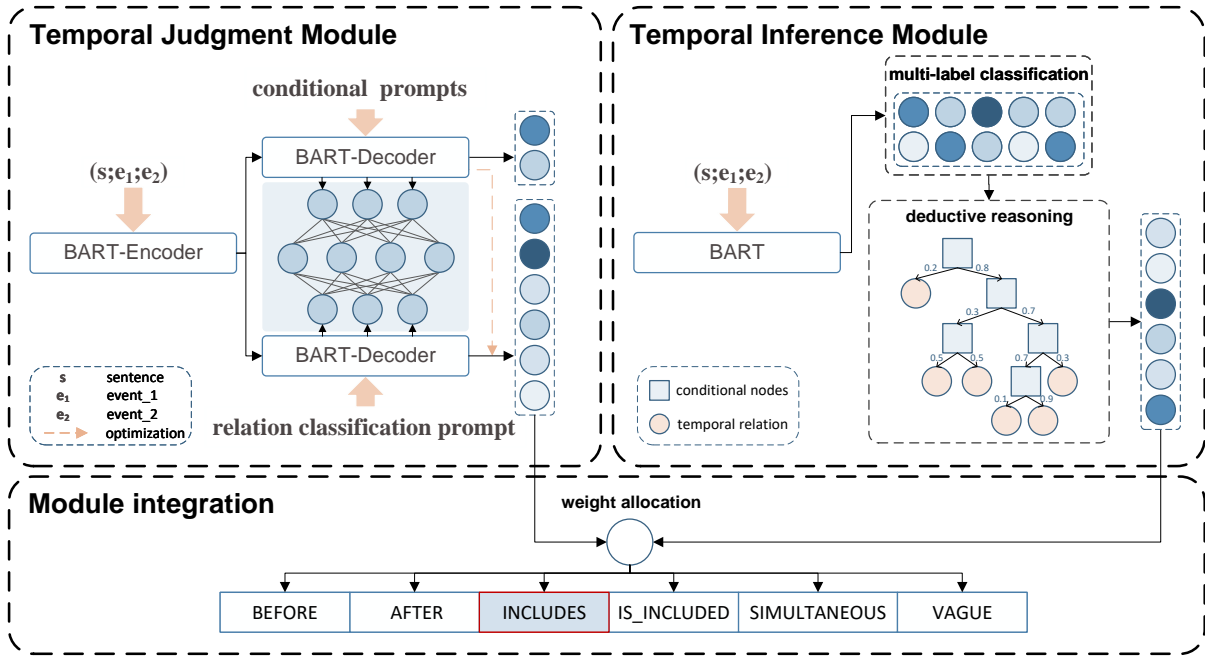 Temporal Judgment Module
conditional prompts
BART-Decoder
(s;e1;e2)
BART-Encoder
BART-Decoder
relation classification prompt
s sentence
e1 event_1
e2 event_2
optimization
Temporal Inference Module
multi-label classification
(s;e1;e2)
BART
deductive reasoning
0.2 0.8
0.3 0.7
0.5 0.5 0.7 0.3
0.1 0.9
conditional nodes
temporal relation
Module integration
weight allocation
BEFORE AFTER INCLUDES IS_INCLUDED SIMULTANEOUS VAGUE